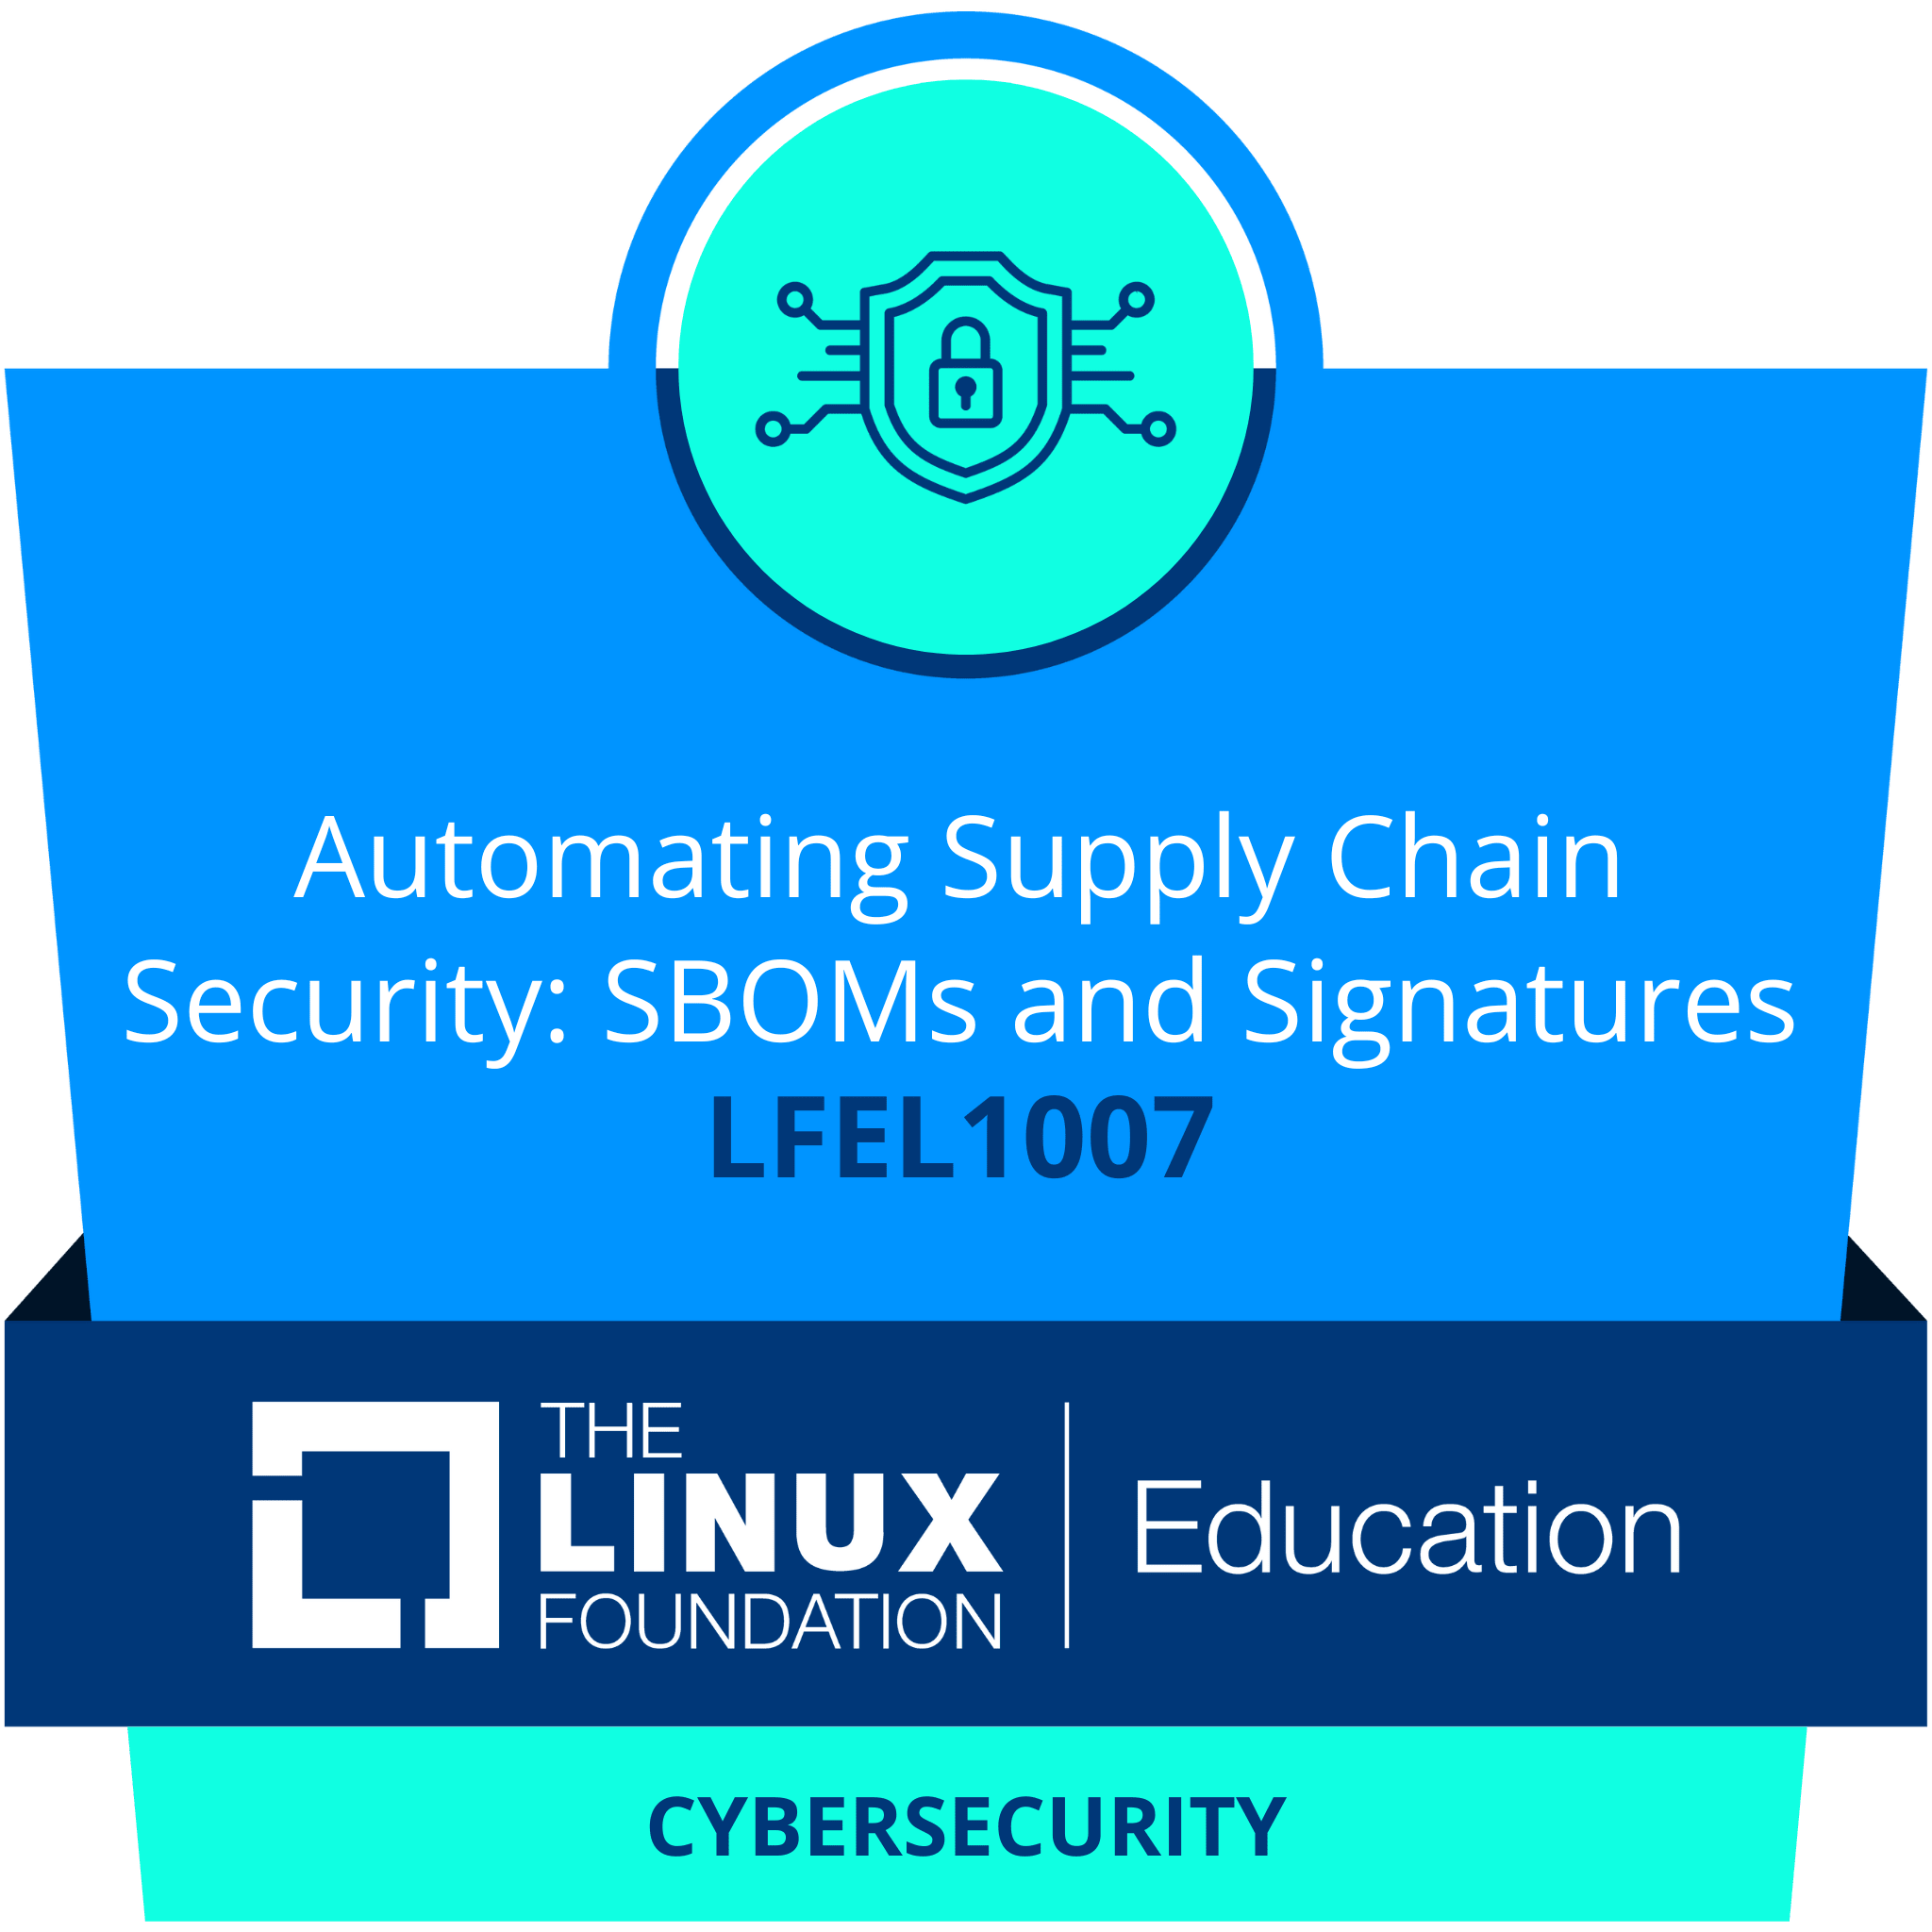 Automating Supply Chain
Security: SBOMs and Signatures
LFEL1007
THE
LINUX
FOUNDATION
Education
CYBERSECURITY